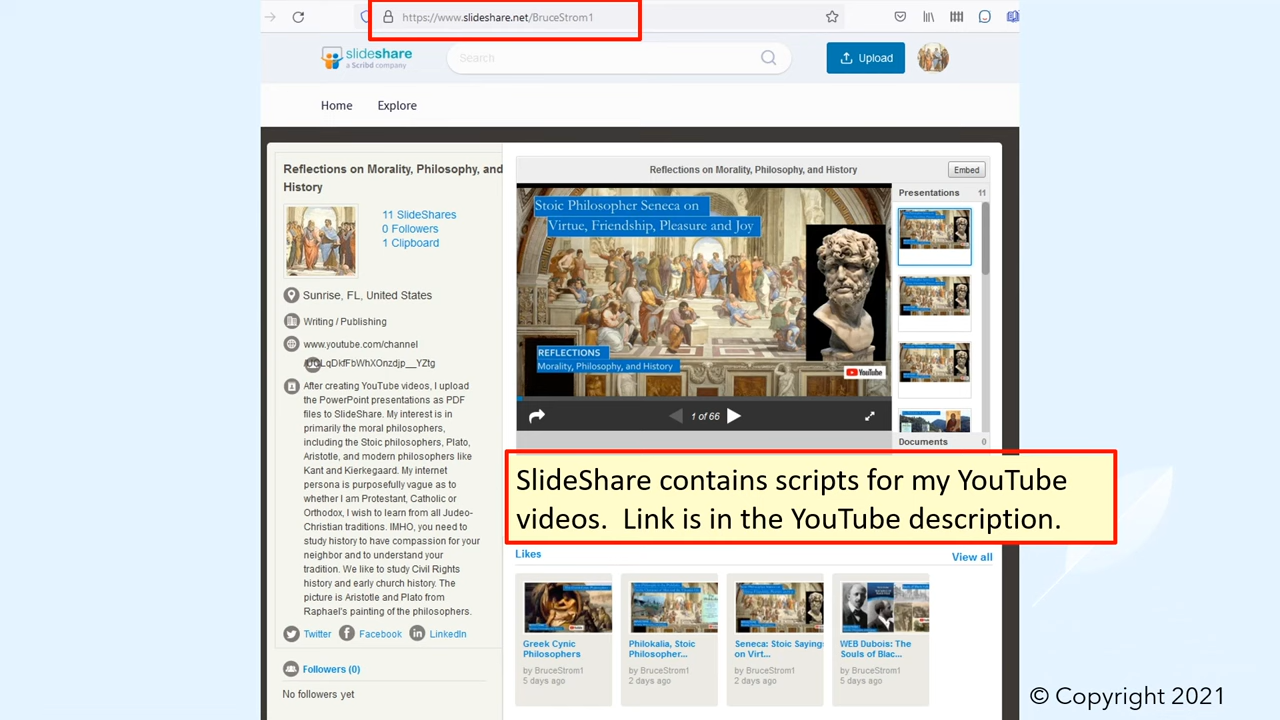 https://www.slideshare.net/BruceStrom1
slideshare
a Scribd company
Search
Upload
Home
Explore
Reflections on Morality, Philosophy, and
History
11 SlideShares
0 Followers
1 Clipboard
Sunrise, FL, United States
Writing / Publishing
www.youtube.com/channel
LqDkfFbWhXOnzdjp__YZtg
After creating YouTube videos, I upload
the PowerPoint presentations as PDF
files to SlideShare. My interest is in
primarily the moral philosophers,
including the Stoic philosophers, Plato,
Aristotle, and modern philosophers like
Kant and Kierkegaard. My internet
persona is purposefully vague as to
whether I am Protestant, Catholic or
Orthodox, I wish to learn from all Judeo-
Christian traditions. IMHO, you need to
study history to have compassion for your
neighbor and to understand your
tradition. We like to study Civil Rights
history and early church history. The
picture is Aristotle and Plato from
Raphael's painting of the philosophers.
Twitter
Facebook
LinkedIn
Followers (0)
No followers yet
Reflections on Morality, Philosophy, and History
Embed
Stoic Philosopher Seneca on
Virtue, Friendship, Pleasure and Joy
REFLECTIONS
Morality, Philosophy, and History
YouTube
1 of 66
Presentations 11
Documents 0
SlideShare contains scripts for my YouTube
videos. Link is in the YouTube description.
Likes
View all
Greek Cynic
Philosophers
by BruceStrom1
5 days ago
Philokalia, Stoic
Philosopher...
by BruceStrom1
2 days ago
Seneca: Stoic Sayings
on Virt...
by BruceStrom1
2 days ago
WEB Dubois: The
Souls of Blac...
by BruceStrom1
5 days ago
© Copyright 2021